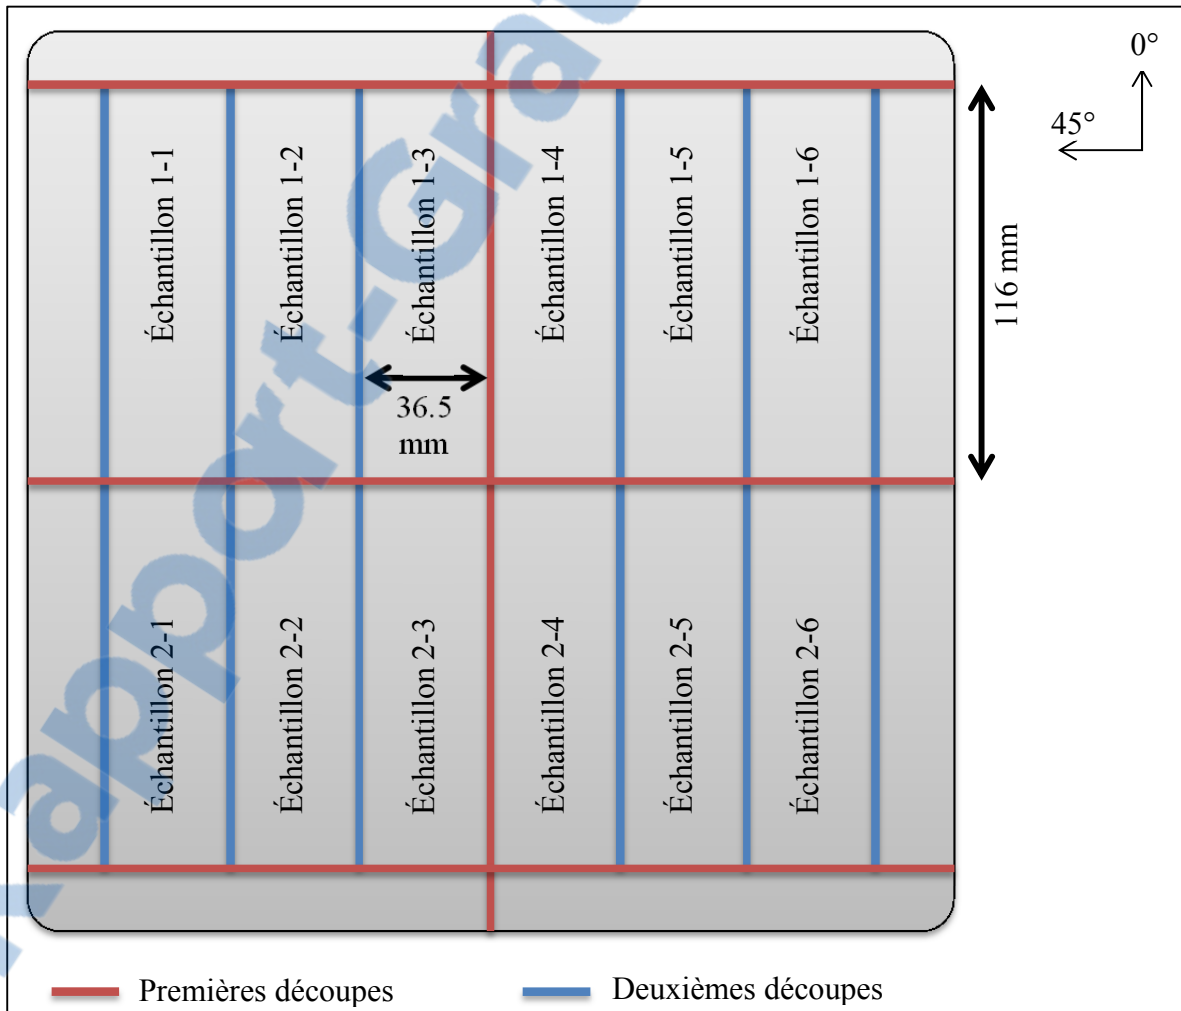 0°
45°
Échantillon 1-1
Échantillon 1-2
Échantillon 1-3
Échantillon 1-4
Échantillon 1-5
Échantillon 1-6
116 mm
36.5
mm
Échantillon 2-1
Échantillon 2-2
Échantillon 2-3
Échantillon 2-4
Échantillon 2-5
Échantillon 2-6
Premières découpes
Deuxièmes découpes
Rapport-Grat